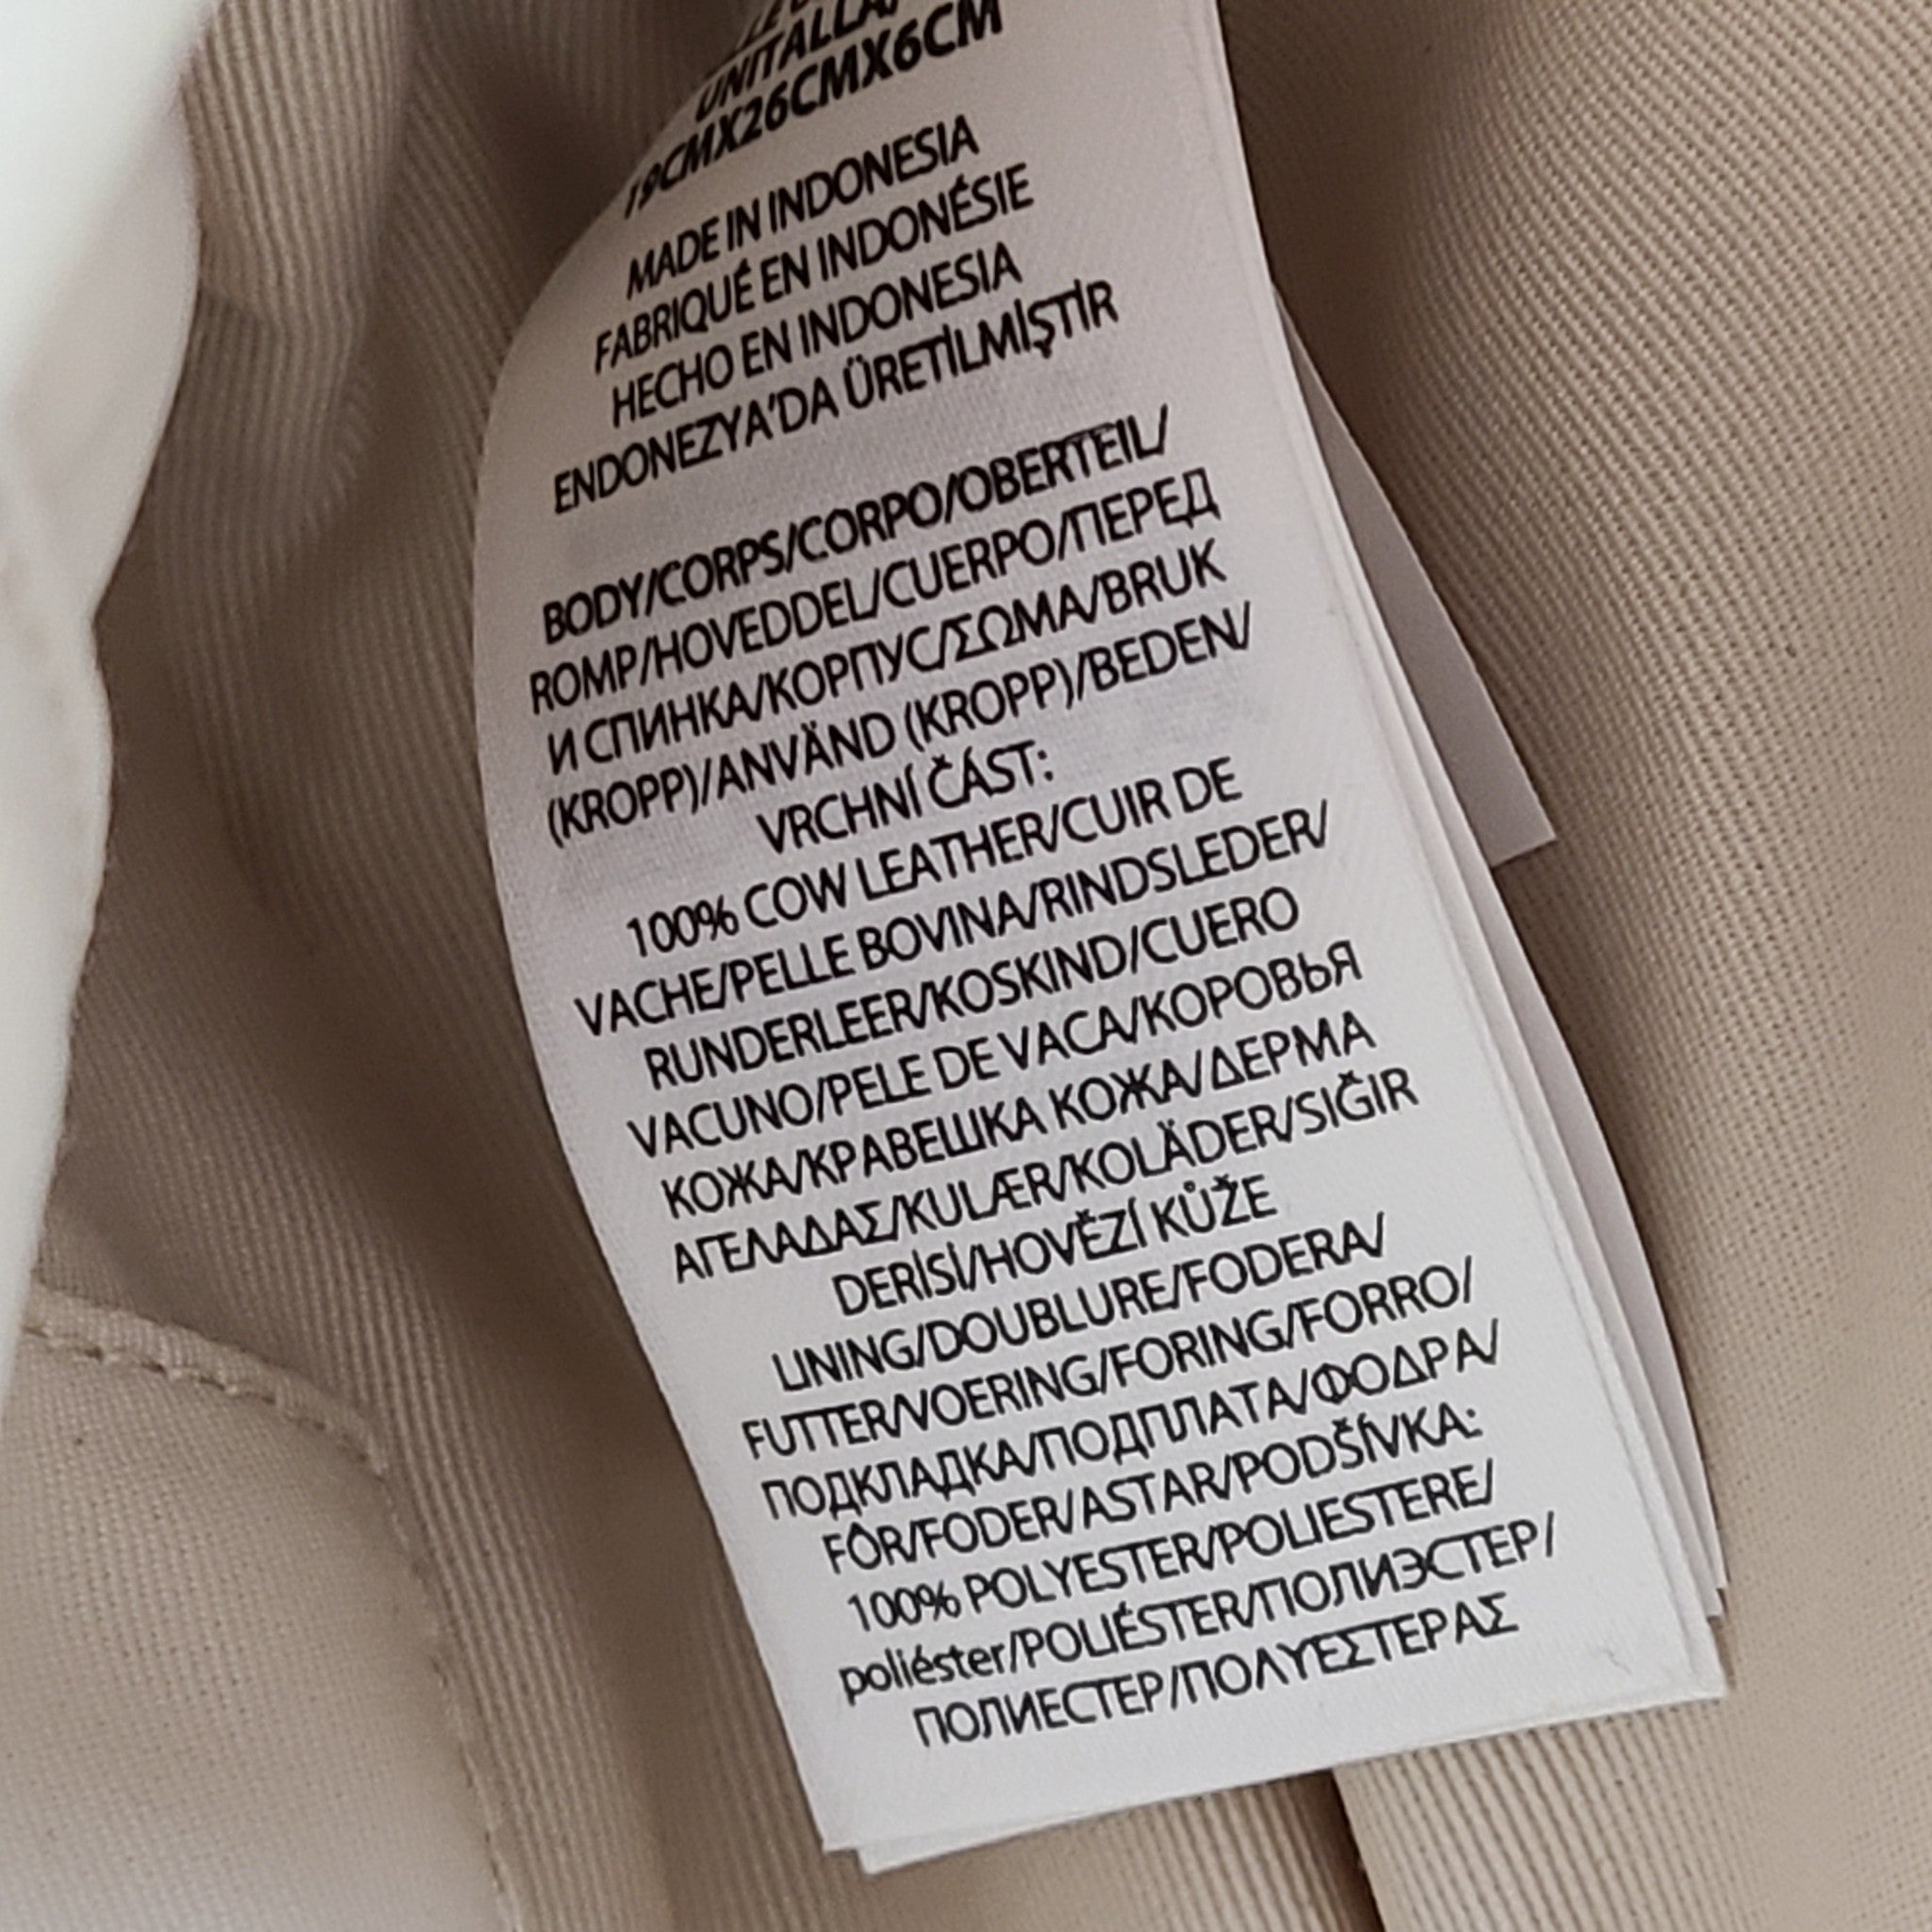 UNITALLA/
19CMX26CMX6CM
MADE IN INDONESIA
FABRIQUÉ EN INDONÉSIE
HECHO EN INDONESIA
ENDONEZYA'DA ÜRETİLMİŞTİR
BODY/CORPS/CORPO/OBERTEIL/
ROMP/HOVEDDEL/CUERPO/ПЕРЕД
И СПИНКА/КОРПУС/ΣΩΜΑ/BRUK
(KROPP)/ANVÄND (KROPP)/BEDEN/
VRCHNÍ ČÁST:
100% COW LEATHER/CUIR DE
VACHE/PELLE BOVINA/RINDSLEDER/
RUNDERLEER/KOSKIND/CUERO
VACUNO/PELE DE VACA/КОРОВЬЯ
КОЖА/КРАВЕШКА КОЖА/ΔΕΡΜΑ
ΑΓΕΛΑΔΑΣ/KULÆR/KOLÄDER/SIĞIR
DERİSİ/HOVĚZÍ KŮŽE
LINING/DOUBLURE/FODERA/
FUTTER/VOERING/FORING/FORRO/
ПОДКЛАДКА/ПОДПЛАТА/ΦΟΔΡΑ/
FÔR/FODER/ASTAR/PODŠÍVKA:
100% POLYESTER/POLIESTERE/
poliéster/POLIÉSTER/ПОЛИЭСТЕР/
ПОЛИЕСТЕР/ΠΟΛΥΕΣΤΕΡΑΣ